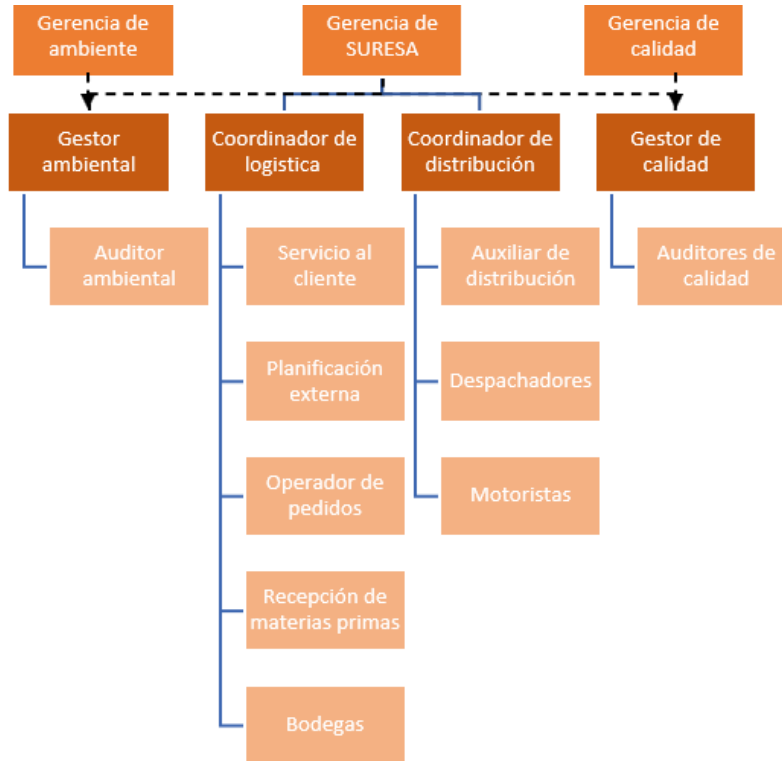 Gerencia de
ambiente
Gerencia de
SURESA
Gerencia de
calidad
Gestor
ambiental
Coordinador de
logistica
Coordinador de
distribución
Gestor de
calidad
Auditor
ambiental
Servicio al
cliente
Auxiliar de
distribución
Auditores de
calidad
Planificación
externa
Despachadores
Operador de
pedidos
Motoristas
Recepción de
materias primas
Bodegas